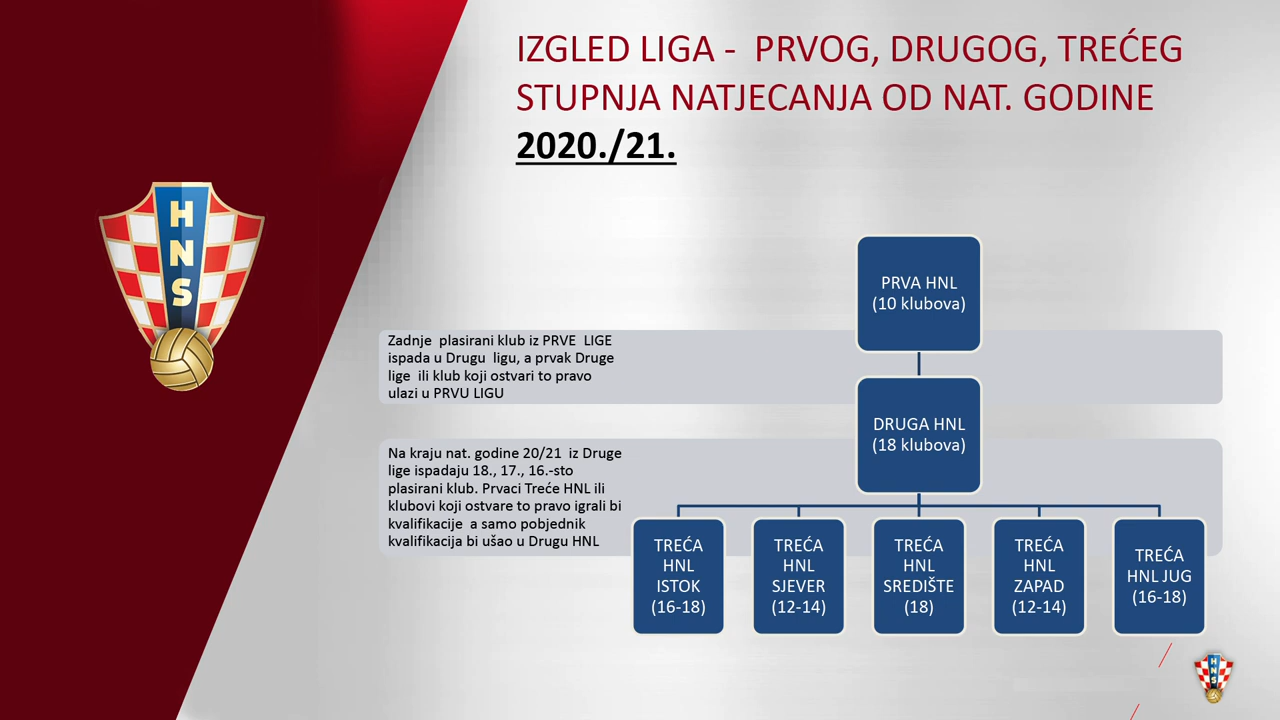 IZGLED LIGA - PRVOG, DRUGOG, TREĆEG
STUPNJA NATJECANJA OD NAT. GODINE
2020./21.
H
N
S
PRVA HNL
(10 klubova)
Zadnje plasirani klub iz PRVE LIGE
ispada u Drugu ligu, a prvak Druge
lige ili klub koji ostvari to pravo
ulazi u PRVU LIGU
DRUGA HNL
(18 klubova)
Na kraju nat. godine 20/21 iz Druge
lige ispadaju 18., 17., 16.-sto
plasirani klub. Prvaci Treće HNL ili
klubovi koji ostvare to pravo igrali bi
kvalifikacije a samo pobjednik
kvalifikacija bi ušao u Drugu HNL
TREĆA
HNL
ISTOK
(16-18)
TREĆA
HNL
SJEVER
(12-14)
TREĆA
HNL
SREDIŠTE
(18)
TREĆA
HNL
ZAPAD
(12-14)
TREĆA
HNL JUG
(16-18)
H
N
S